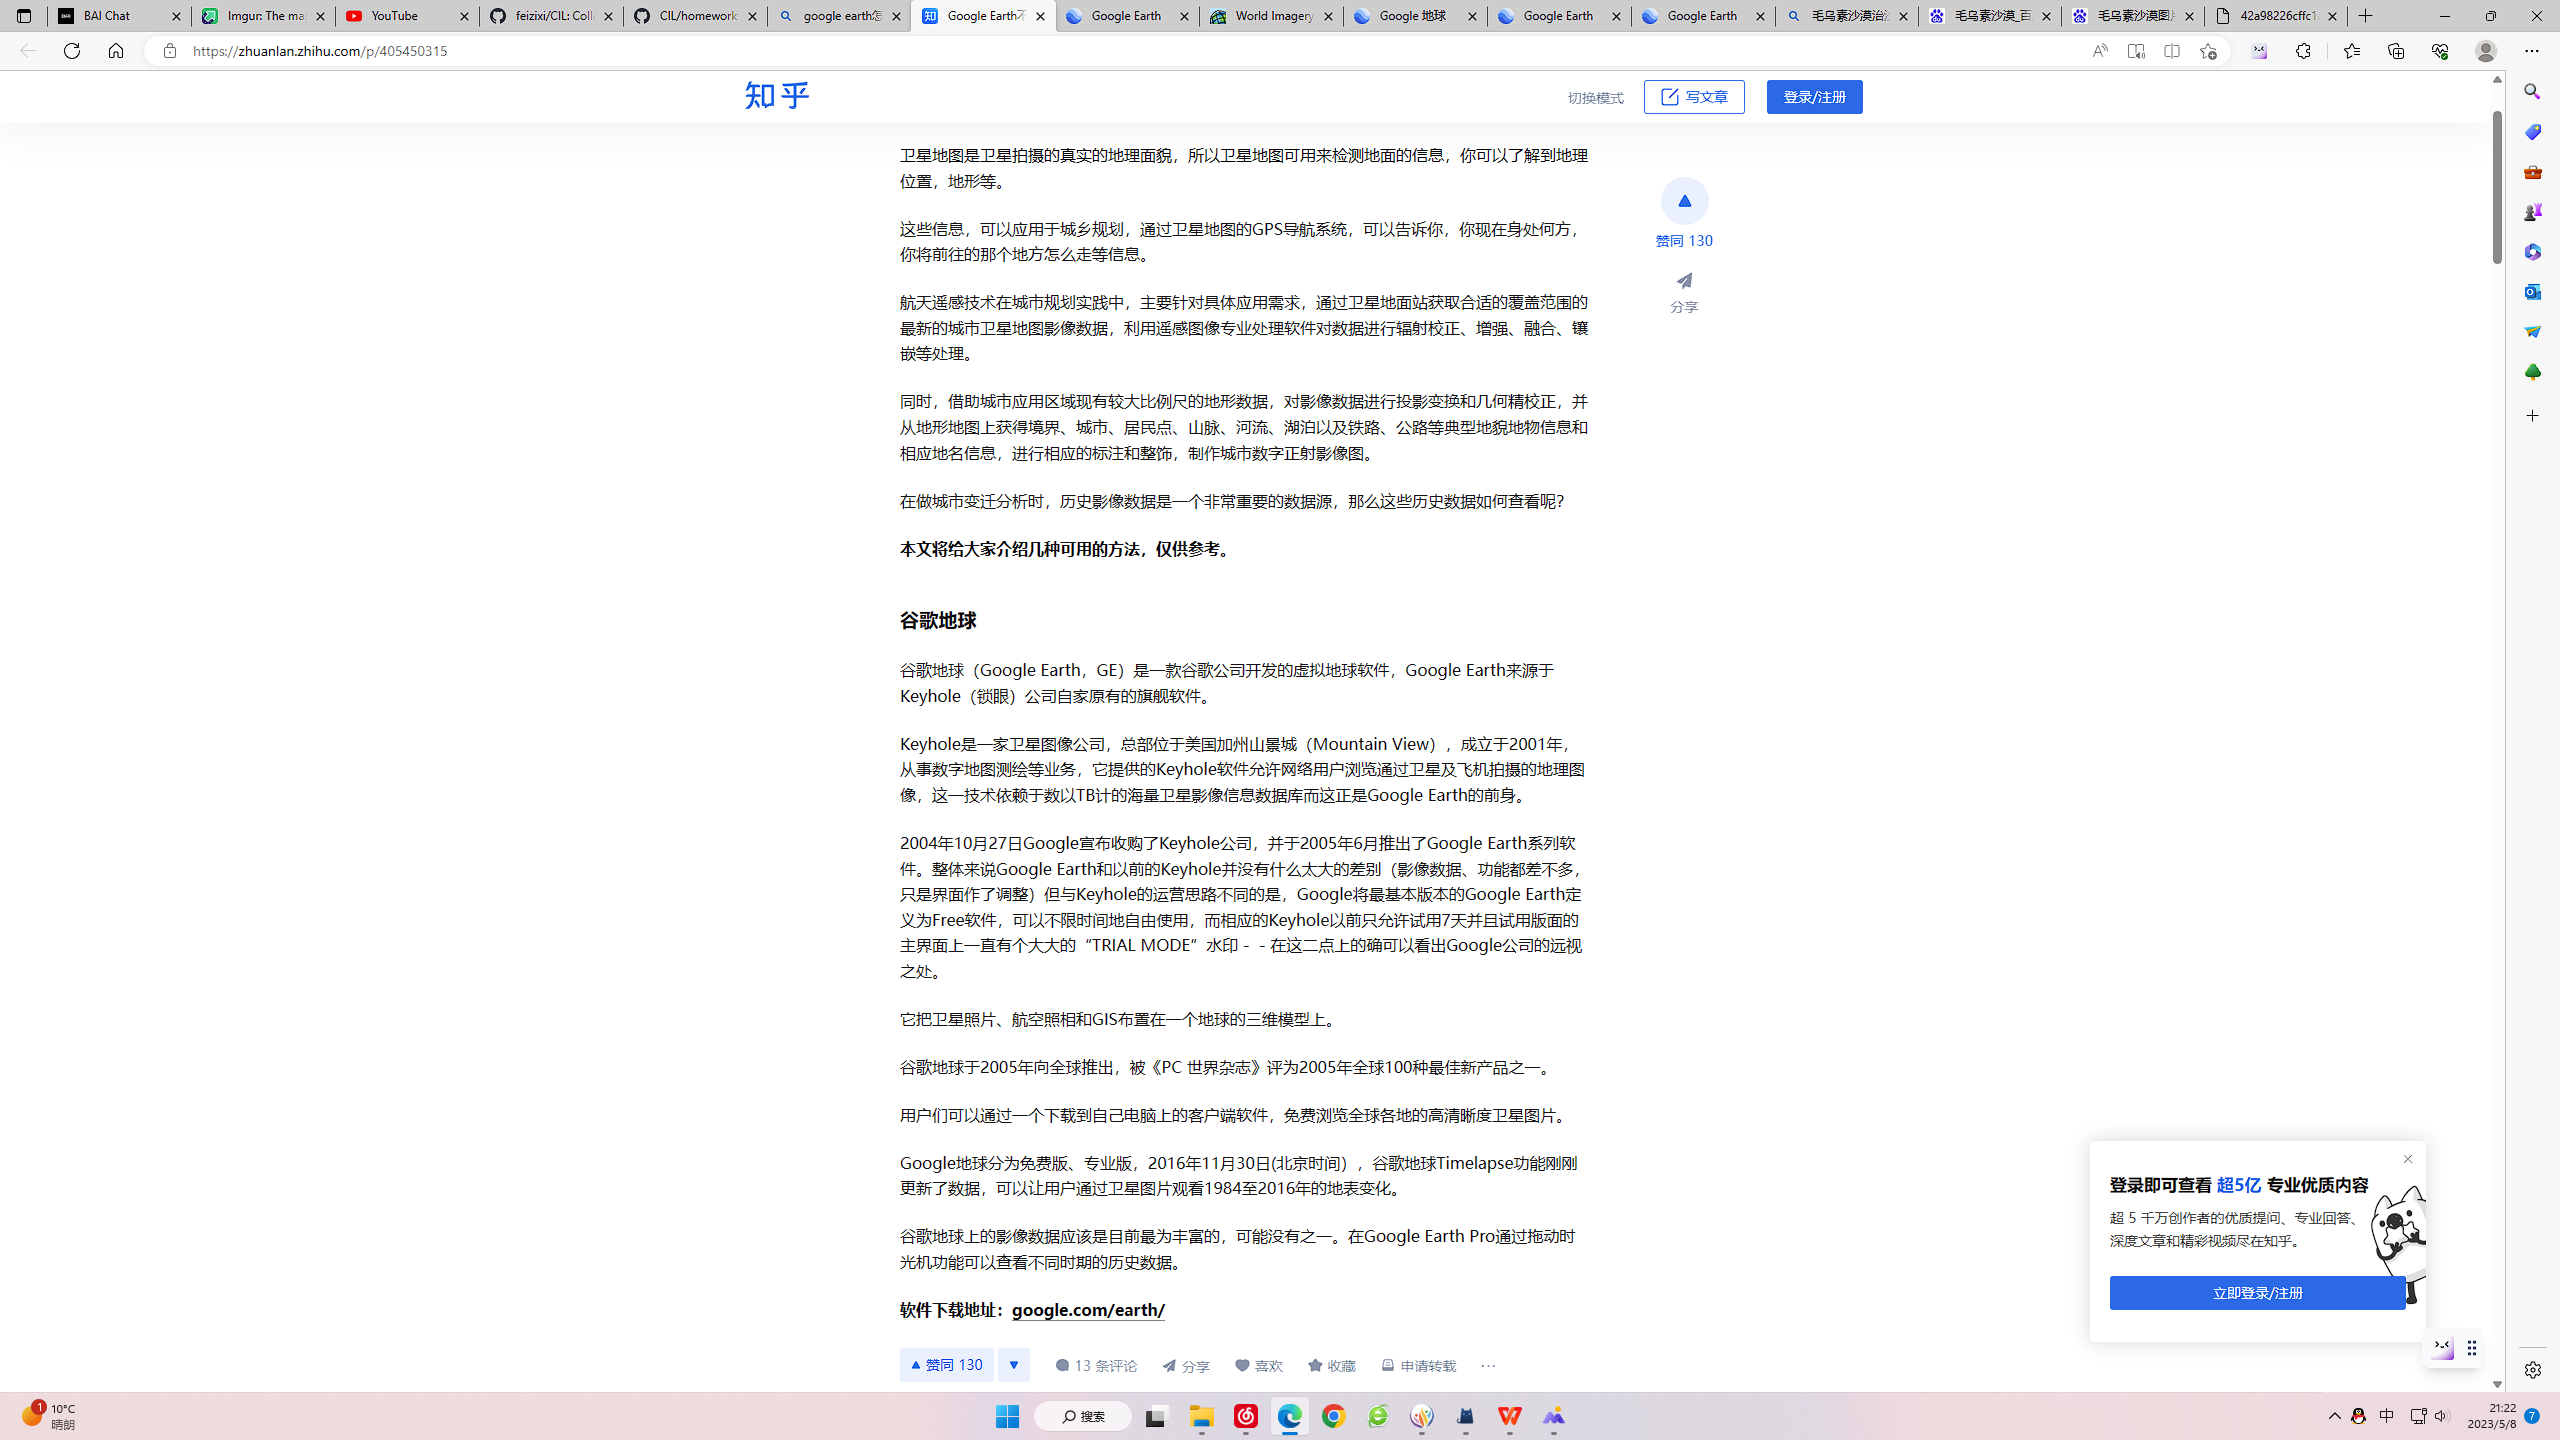 BAI Chat
Imgur: The ma
YouTube
feizixi/CIL: Coll
CIL/homework
google earth怎
Google Earth不
Google Earth
World Imagery
Google 地球
Google Earth
Google Earth
毛乌素沙漠治
毛乌素沙漠_百
毛乌素沙漠图片
42a98226cffc1
https://zhuanlan.zhihu.com/p/405450315
知乎
切换模式
写文章
登录/注册
卫星地图是卫星拍摄的真实的地理面貌，所以卫星地图可用来检测地面的信息，你可以了解到地理
位置，地形等。
这些信息，可以应用于城乡规划，通过卫星地图的GPS导航系统，可以告诉你，你现在身处何方，
你将前往的那个地方怎么走等信息。
航天遥感技术在城市规划实践中，主要针对具体应用需求，通过卫星地面站获取合适的覆盖范围的
最新的城市卫星地图影像数据，利用遥感图像专业处理软件对数据进行辐射校正、增强、融合、镶
嵌等处理。
同时，借助城市应用区域现有较大比例尺的地形数据，对影像数据进行投影变换和几何精校正，并
从地形地图上获得境界、城市、居民点、山脉、河流、湖泊以及铁路、公路等典型地貌地物信息和
相应地名信息，进行相应的标注和整饰，制作城市数字正射影像图。
在做城市变迁分析时，历史影像数据是一个非常重要的数据源，那么这些历史数据如何查看呢？
本文将给大家介绍几种可用的方法，仅供参考。
谷歌地球
谷歌地球（Google Earth，GE）是一款谷歌公司开发的虚拟地球软件，Google Earth来源于
Keyhole（锁眼）公司自家原有的旗舰软件。
Keyhole是一家卫星图像公司，总部位于美国加州山景城（Mountain View），成立于2001年，
从事数字地图测绘等业务，它提供的Keyhole软件允许网络用户浏览通过卫星及飞机拍摄的地理图
像，这一技术依赖于数以TB计的海量卫星影像信息数据库而这正是Google Earth的前身。
2004年10月27日Google宣布收购了Keyhole公司，并于2005年6月推出了Google Earth系列软
件。整体来说Google Earth和以前的Keyhole并没有什么太大的差别（影像数据、功能都差不多，
只是界面作了调整）但与Keyhole的运营思路不同的是，Google将最基本版本的Google Earth定
义为Free软件，可以不限时间地自由使用，而相应的Keyhole以前只允许试用7天并且试用版面的
主界面上一直有个大大的“TRIAL MODE”水印－－在这二点上的确可以看出Google公司的远视
之处。
它把卫星照片、航空照相和GIS布置在一个地球的三维模型上。
谷歌地球于2005年向全球推出，被《PC 世界杂志》评为2005年全球100种最佳新产品之一。
用户们可以通过一个下载到自己电脑上的客户端软件，免费浏览全球各地的高清晰度卫星图片。
Google地球分为免费版、专业版，2016年11月30日(北京时间），谷歌地球Timelapse功能刚刚
更新了数据，可以让用户通过卫星图片观看1984至2016年的地表变化。
谷歌地球上的影像数据应该是目前最为丰富的，可能没有之一。在Google Earth Pro通过拖动时
光机功能可以查看不同时期的历史数据。
软件下载地址：google.com/earth/
赞同 130
13 条评论
分享
喜欢
收藏
申请转载
赞同 130
分享
登录即可查看 超5亿 专业优质内容
超 5 千万创作者的优质提问、专业回答、
深度文章和精彩视频尽在知乎。
立即登录/注册
1
10°C
晴朗
搜索
中
21:22
2023/5/8
7